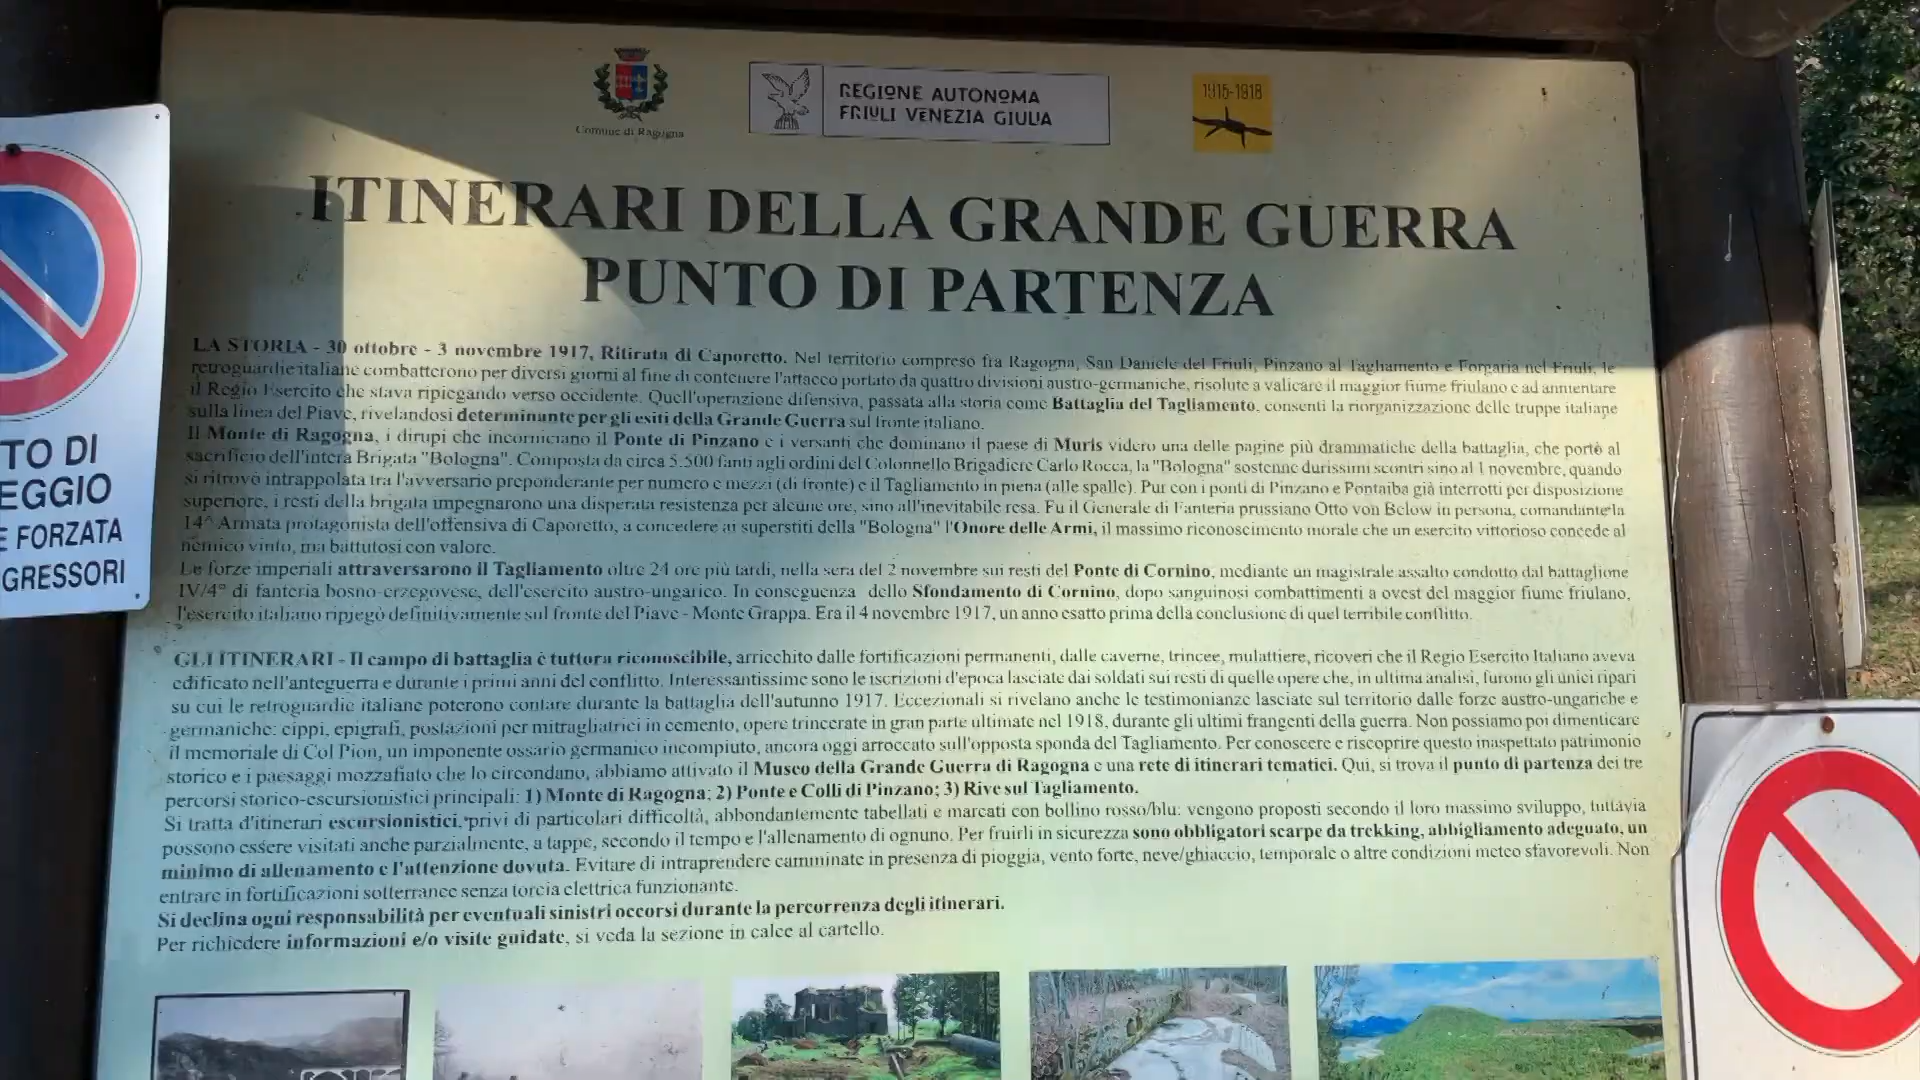 Comune di Ragogna
REGIONE AUTONOMA
FRIULI VENEZIA GIULIA
1915-1918
ITINERARI DELLA GRANDE GUERRA
PUNTO DI PARTENZA
LA STORIA - 30 ottobre - 3 novembre 1917, Ritirata di Caporetto. Nel territorio compreso fra Ragogna, San Daniele del Friuli, Pinzano al Tagliamento e Forgaria nel Friuli, le
retroguardie italiane combatterono per diversi giorni al fine di contenere l'attacco portato da quattro divisioni austro-germaniche, risolute a valicare il maggior fiume friulano e ad annientare
il Regio Esercito che stava ripiegando verso occidente. Quell'operazione difensiva, passata alla storia come Battaglia del Tagliamento, consentì la riorganizzazione delle truppe italiane
sulla linea del Piave, rivelandosi determinante per gli esiti della Grande Guerra sul fronte italiano.
Il Monte di Ragogna, i dirupi che incorniciano il Ponte di Pinzano e i versanti che dominano il paese di Muris videro una delle pagine più drammatiche della battaglia, che portò al
sacrificio dell'intera Brigata "Bologna". Composta da circa 5.500 fanti agli ordini del Colonnello Brigadiere Carlo Rocca, la "Bologna" sostenne durissimi scontri sino al 1 novembre, quando
si ritrovò intrappolata tra l'avversario preponderante per numero e mezzi (di fronte) e il Tagliamento in piena (alle spalle). Pur con i ponti di Pinzano e Pontaiba già interrotti per disposizione
superiore, i resti della brigata impegnarono una disperata resistenza per alcune ore, sino all'inevitabile resa. Fu il Generale di Fanteria prussiano Otto von Below in persona, comandante la
14^ Armata protagonista dell'offensiva di Caporetto, a concedere ai superstiti della "Bologna" l'Onore delle Armi, il massimo riconoscimento morale che un esercito vittorioso concede al
nemico vinto, ma battutosi con valore.
Le forze imperiali attraversarono il Tagliamento oltre 24 ore più tardi, nella sera del 2 novembre sui resti del Ponte di Cornino, mediante un magistrale assalto condotto dal battaglione
IV/4° di fanteria bosno-erzegovese, dell'esercito austro-ungarico. In conseguenza dello Sfondamento di Cornino, dopo sanguinosi combattimenti a ovest del maggior fiume friulano,
l'esercito italiano ripiegò definitivamente sul fronte del Piave - Monte Grappa. Era il 4 novembre 1917, un anno esatto prima della conclusione di quel terribile conflitto.
GLI ITINERARI - Il campo di battaglia è tuttora riconoscibile, arricchito dalle fortificazioni permanenti, dalle caverne, trincee, mulattiere, ricoveri che il Regio Esercito Italiano aveva
edificato nell'anteguerra e durante i primi anni del conflitto. Interessantissime sono le iscrizioni d'epoca lasciate dai soldati sui resti di quelle opere che, in ultima analisi, furono gli unici ripari
su cui le retroguardie italiane poterono contare durante la battaglia dell'autunno 1917. Eccezionali si rivelano anche le testimonianze lasciate sul territorio dalle forze austro-ungariche e
germaniche: cippi, epigrafi, postazioni per mitragliatrici in cemento, opere trincerate in gran parte ultimate nel 1918, durante gli ultimi frangenti della guerra. Non possiamo poi dimenticare
il memoriale di Col Pion, un imponente ossario germanico incompiuto, ancora oggi arroccato sull'opposta sponda del Tagliamento. Per conoscere e riscoprire questo inaspettato patrimonio
storico e i paesaggi mozzafiato che lo circondano, abbiamo attivato il Museo della Grande Guerra di Ragogna e una rete di itinerari tematici. Qui, si trova il punto di partenza dei tre
percorsi storico-escursionistici principali: 1) Monte di Ragogna; 2) Ponte e Colli di Pinzano; 3) Rive sul Tagliamento.
Si tratta d'itinerari escursionistici, privi di particolari difficoltà, abbondantemente tabellati e marcati con bollino rosso/blu: vengono proposti secondo il loro massimo sviluppo, tuttavia
possono essere visitati anche parzialmente, a tappe, secondo il tempo e l'allenamento di ognuno. Per fruirli in sicurezza sono obbligatori scarpe da trekking, abbigliamento adeguato, un
minimo di allenamento e l'attenzione dovuta. Evitare di intraprendere camminate in presenza di pioggia, vento forte, neve/ghiaccio, temporale o altre condizioni meteo sfavorevoli. Non
entrare in fortificazioni sotterranee senza torcia elettrica funzionante.
Si declina ogni responsabilità per eventuali sinistri occorsi durante la percorrenza degli itinerari.
Per richiedere informazioni e/o visite guidate, si veda la sezione in calce al cartello.
TO DI
EGGIO
E FORZATA
GRESSORI